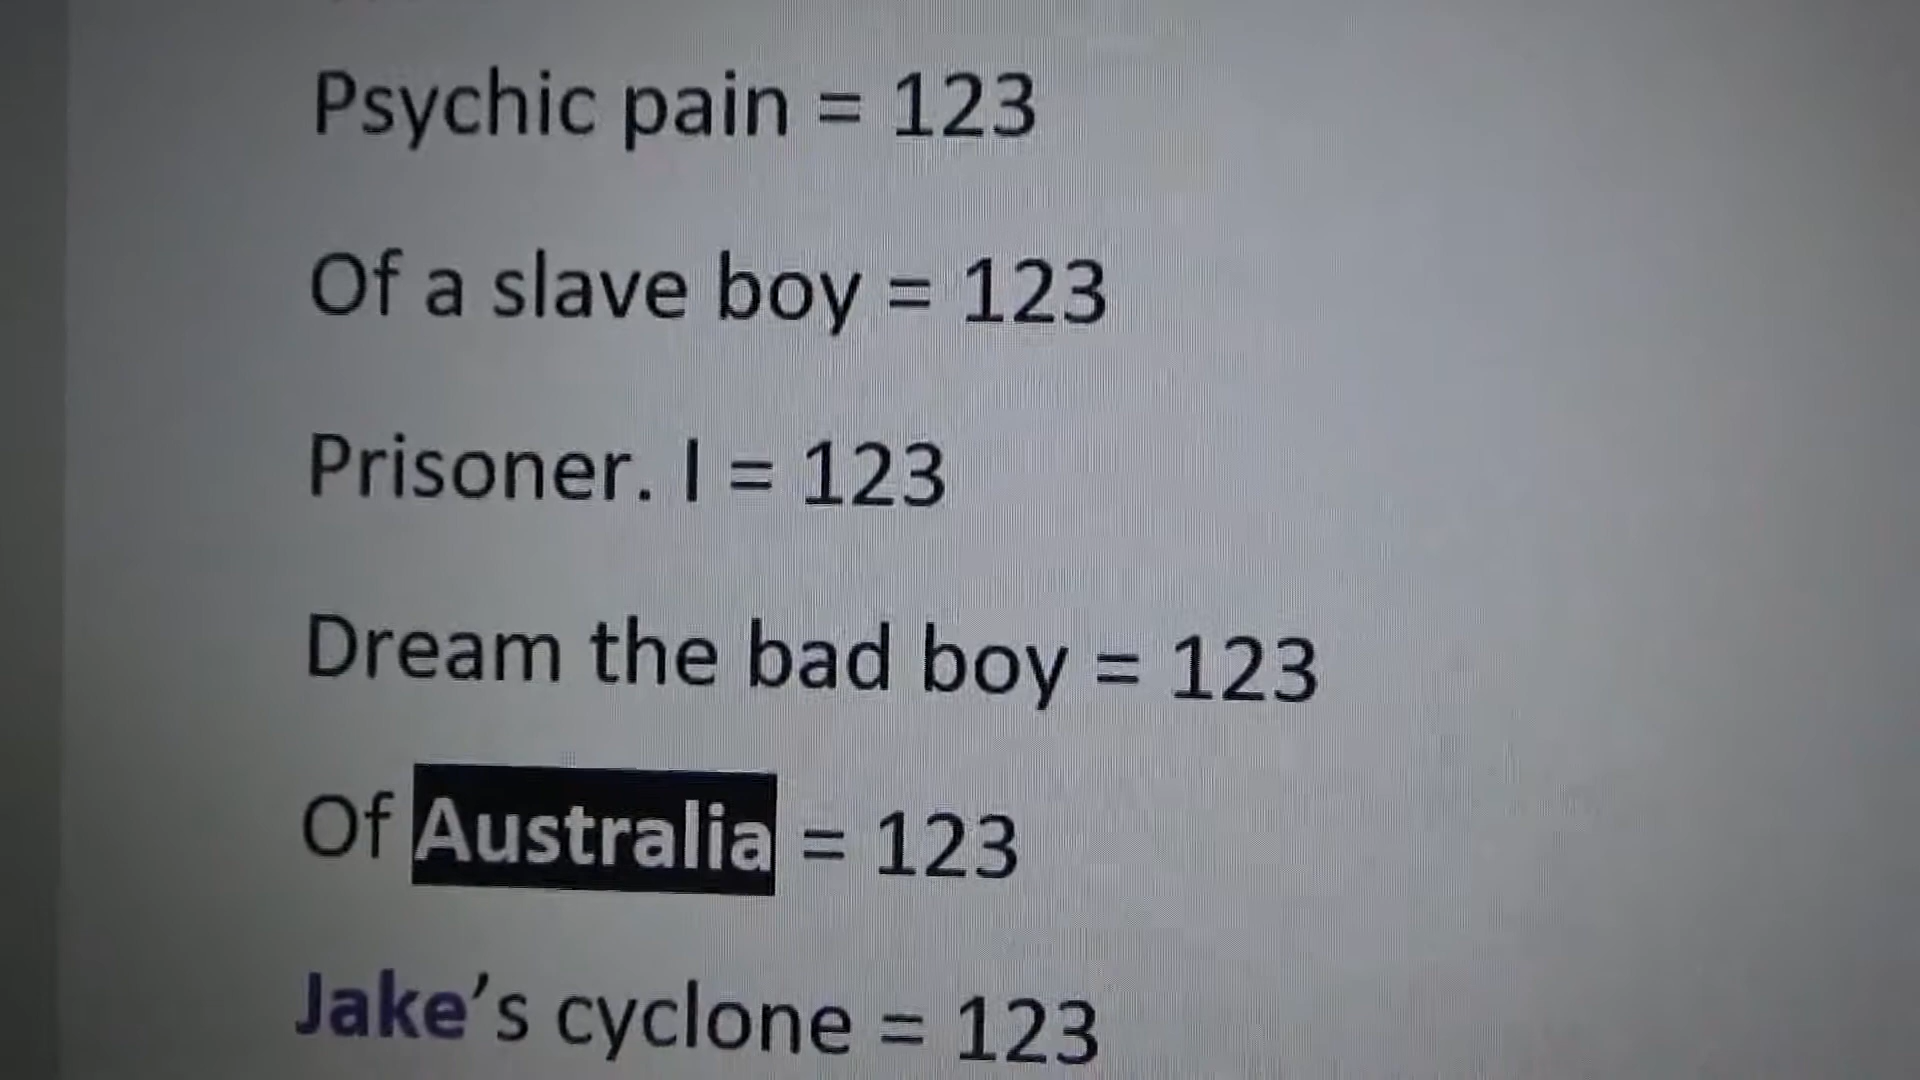 Psychic pain = 123
Of a slave boy = 123
Prisoner. I = 123
Dream the bad boy = 123
Of Australia = 123
Jake’s cyclone = 123